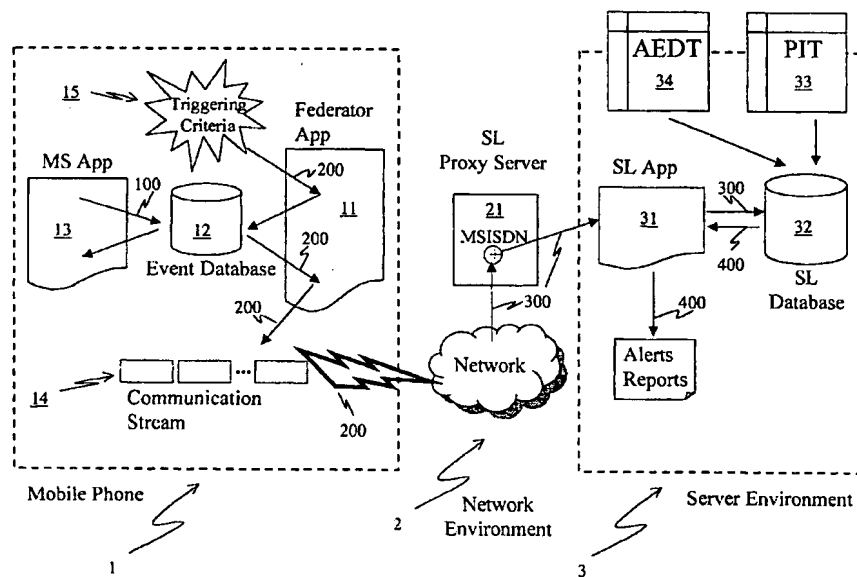 AEDT
34
PIT
33
15
Triggering
Criteria
Federator
App
200
SL
Proxy Server
MS App
100
SL App
300
13
12
11
21
MSISDN
31
400
32
Event Database
200
SL
Database
200
300
400
Network
Alerts
Reports
14
...
Communication
Stream
200
Mobile Phone
2
Network
Environment
Server Environment
1
3